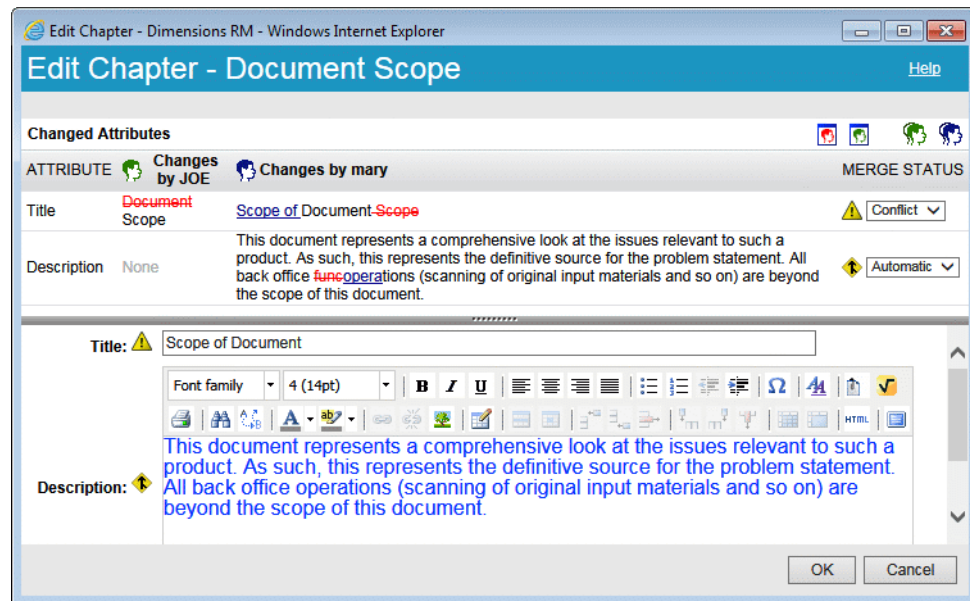 Edit Chapter - Dimensions RM - Windows Internet Explorer
Edit Chapter - Document Scope
Help
Changed Attributes
ATTRIBUTE
Changes by JOE
Changes by mary
MERGE STATUS
Title
Document
Scope
Scope of Document Scope
Conflict
Description
None
This document represents a comprehensive look at the issues relevant to such a
product. As such, this represents the definitive source for the problem statement. All
back office funcoperations (scanning of original input materials and so on) are beyond
the scope of this document.
Automatic
Title:
Scope of Document
Font family
4 (14pt)
B I U
Ω
HTML
Description:
This document represents a comprehensive look at the issues relevant to such a
product. As such, this represents the definitive source for the problem statement.
All back office operations (scanning of original input materials and so on) are
beyond the scope of this document.
OK
Cancel